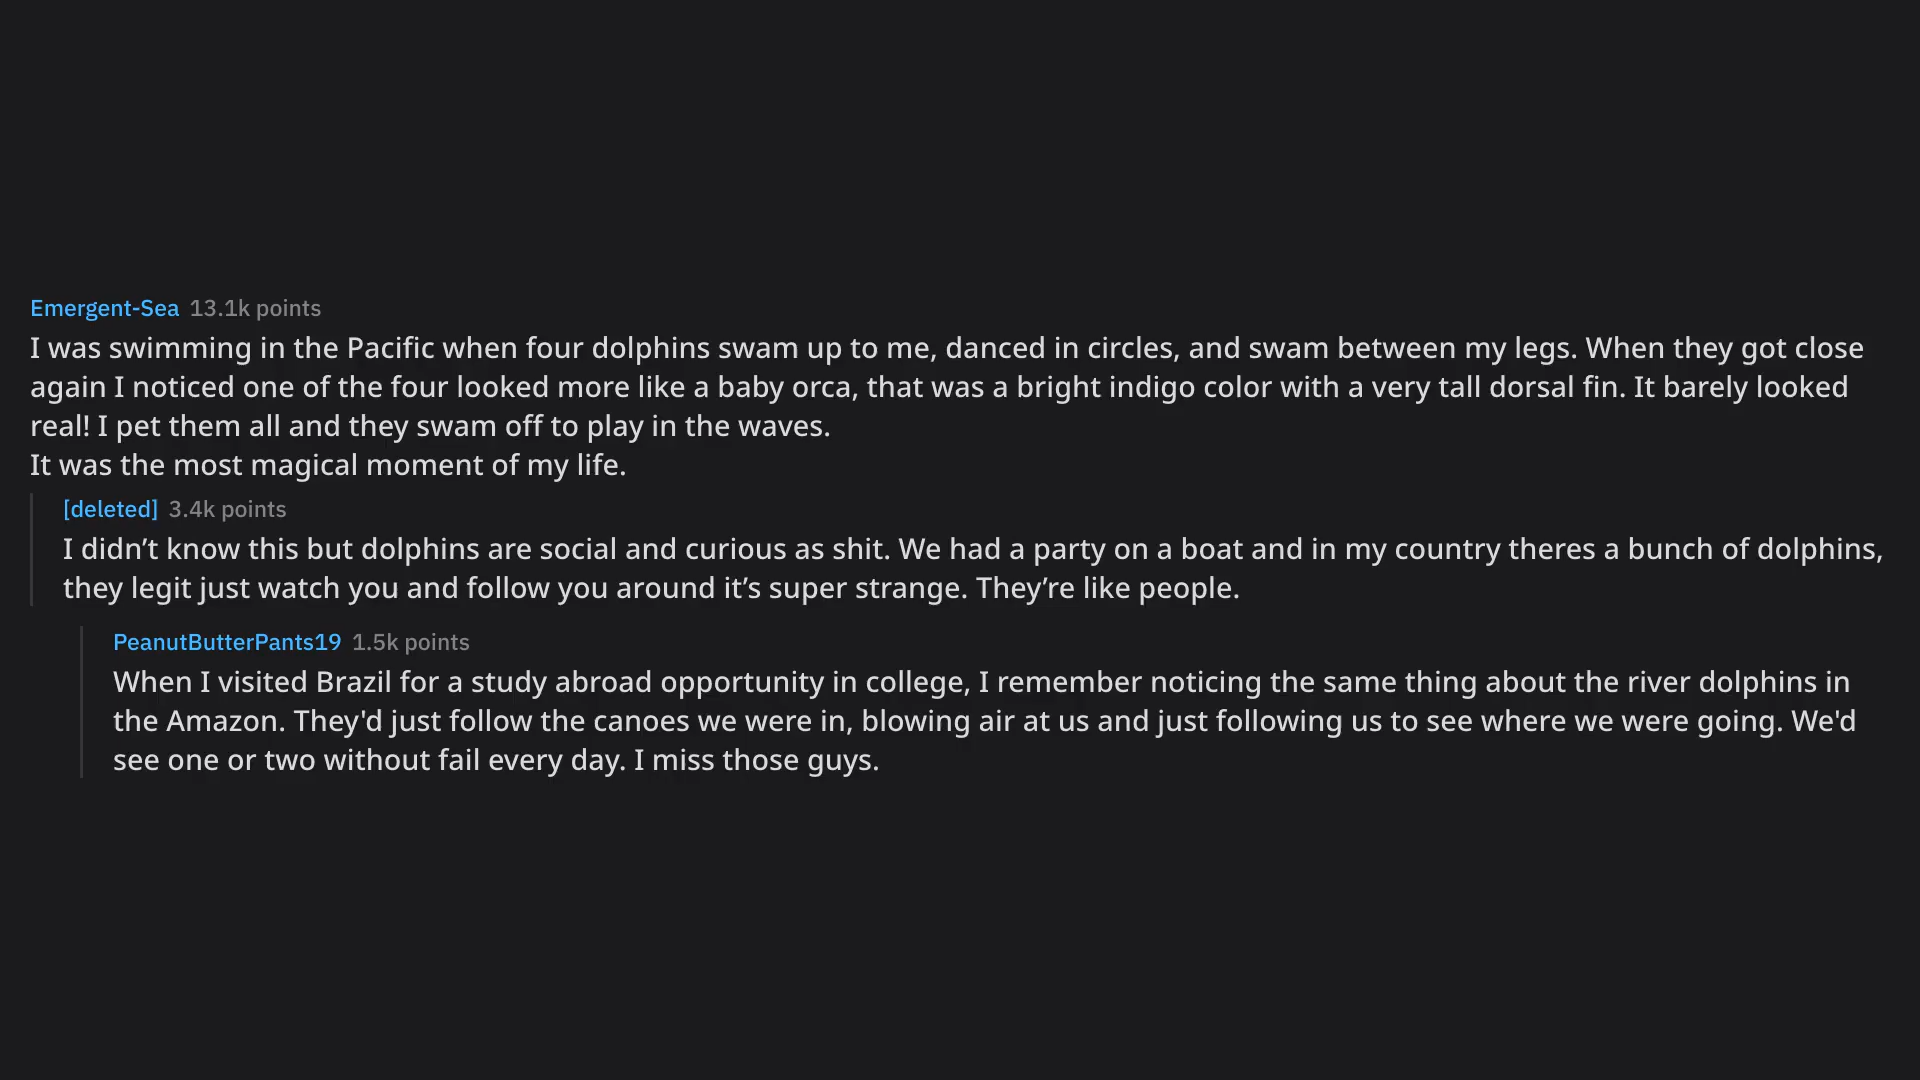 Emergent-Sea 13.1k points
I was swimming in the Pacific when four dolphins swam up to me, danced in circles, and swam between my legs. When they got close
again I noticed one of the four looked more like a baby orca, that was a bright indigo color with a very tall dorsal fin. It barely looked
real! I pet them all and they swam off to play in the waves.
It was the most magical moment of my life.
[deleted] 3.4k points
I didn’t know this but dolphins are social and curious as shit. We had a party on a boat and in my country theres a bunch of dolphins,
they legit just watch you and follow you around it’s super strange. They’re like people.
PeanutButterPants19 1.5k points
When I visited Brazil for a study abroad opportunity in college, I remember noticing the same thing about the river dolphins in
the Amazon. They'd just follow the canoes we were in, blowing air at us and just following us to see where we were going. We'd
see one or two without fail every day. I miss those guys.